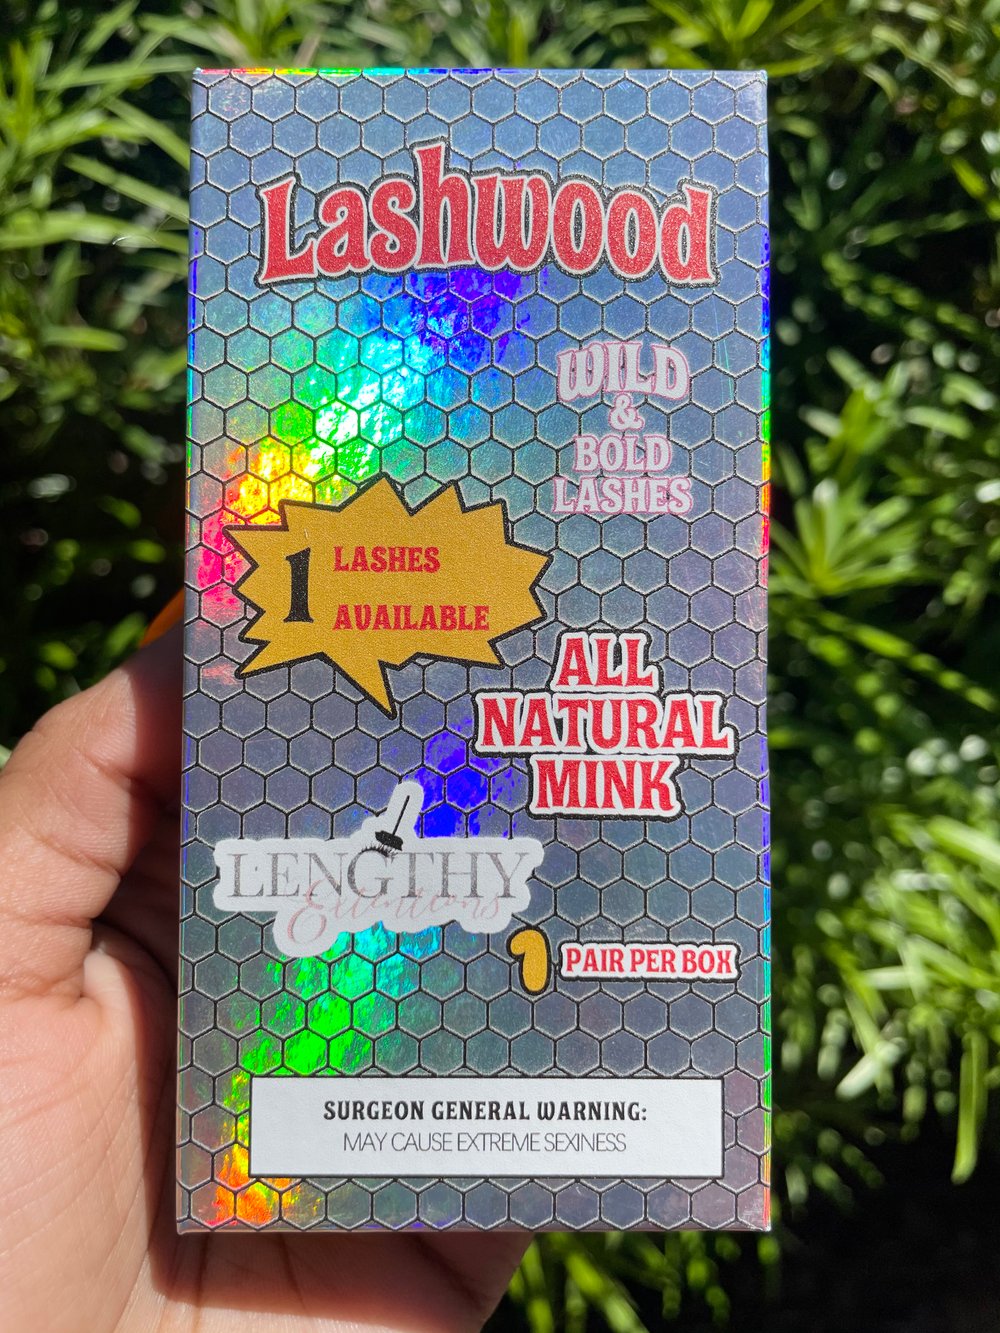 Lashwood
WILD
&
BOLD
LASHES
1 LASHES
AVAILABLE
ALL
NATURAL
MINK
LENGTHY
Extentions
1 PAIR PER BOX
SURGEON GENERAL WARNING:
MAY CAUSE EXTREME SEXINESS